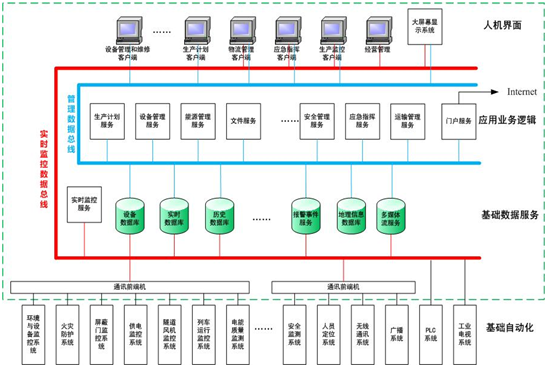 人机界面
设备管理和维修
客户端
……
生产计划
客户端
物流管理
客户端
应急指挥
客户端
生产监控
客户端
经营管理
大屏幕显
示系统
Internet
应用业务逻辑
管理数据总线
实时监控数据总线
生产计划
服务
设备管理
服务
能源管理
服务
文件服务
……
安全管理
服务
应急指挥
服务
运输管理
服务
门户服务
基础数据服务
实时监控
服务
设备
数据库
实时
数据库
历史
数据库
……
报警事件
服务
地理信息
数据库
多媒体
流服务
通讯前端机
通讯前端机
基础自动化
环境
与设
备监
控系
统
火灾
防护
系统
屏蔽
门监
控系
统
供电
监控
系统
隧道
风机
监控
系统
列车
运行
监控
系统
电能
质量
监测
系统
……
安全
监测
系统
人员
定位
系统
无线
通讯
系统
广播
系统
PLC
系统
工业
电视
系统